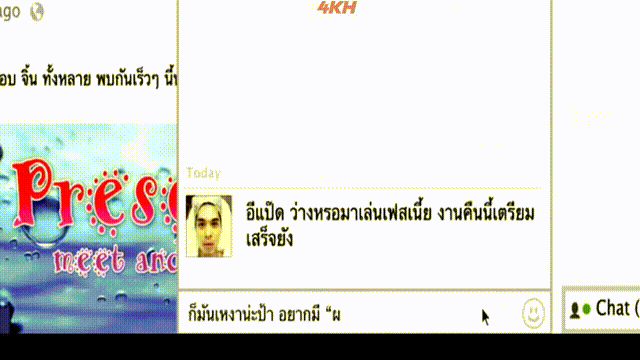 4KH
ago
อบ จิ้น ทั้งหลาย พบกันเร็วๆ นี้
Prese
meet and
Today
อีแป๊ด ว่างหรอมาเล่นเฟสเนี้ย งานคืนนี้เตรียม
เสร็จยัง
ก็มันเหงาน่ะป้า อยากมี “ผ
Chat (